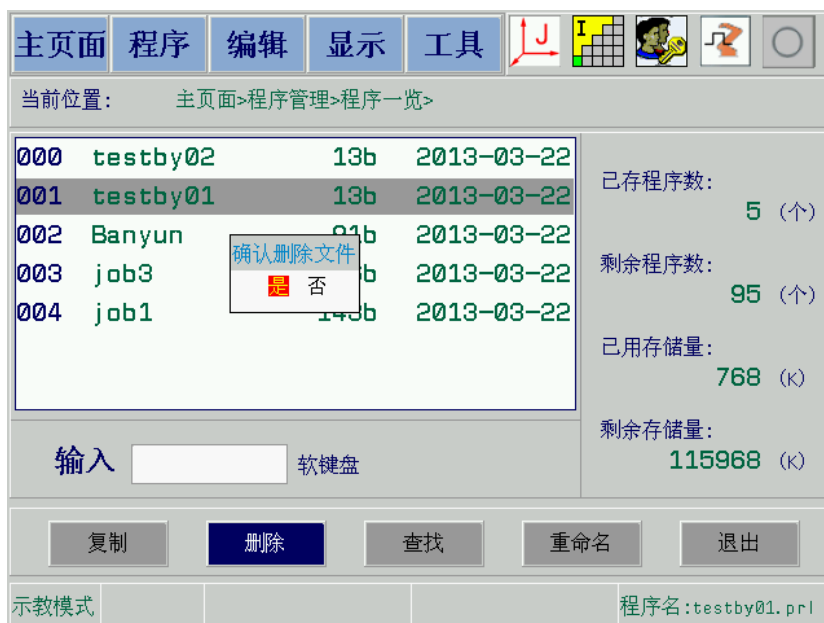 主页面 程序 编辑 显示 工具 J I
当前位置: 主页面>程序管理>程序一览>
000 testby02 13b 2013-03-22
001 testby01 13b 2013-03-22
002 Banyun 91b 2013-03-22
003 job3 b 2013-03-22
004 job1 143b 2013-03-22
确认删除文件
是 否
已存程序数:
5 (个)
剩余程序数:
95 (个)
已用存储量:
768 (K)
剩余存储量:
115968 (K)
输入 软键盘
复制 删除 查找 重命名 退出
示教模式 程序名:testby01.prl